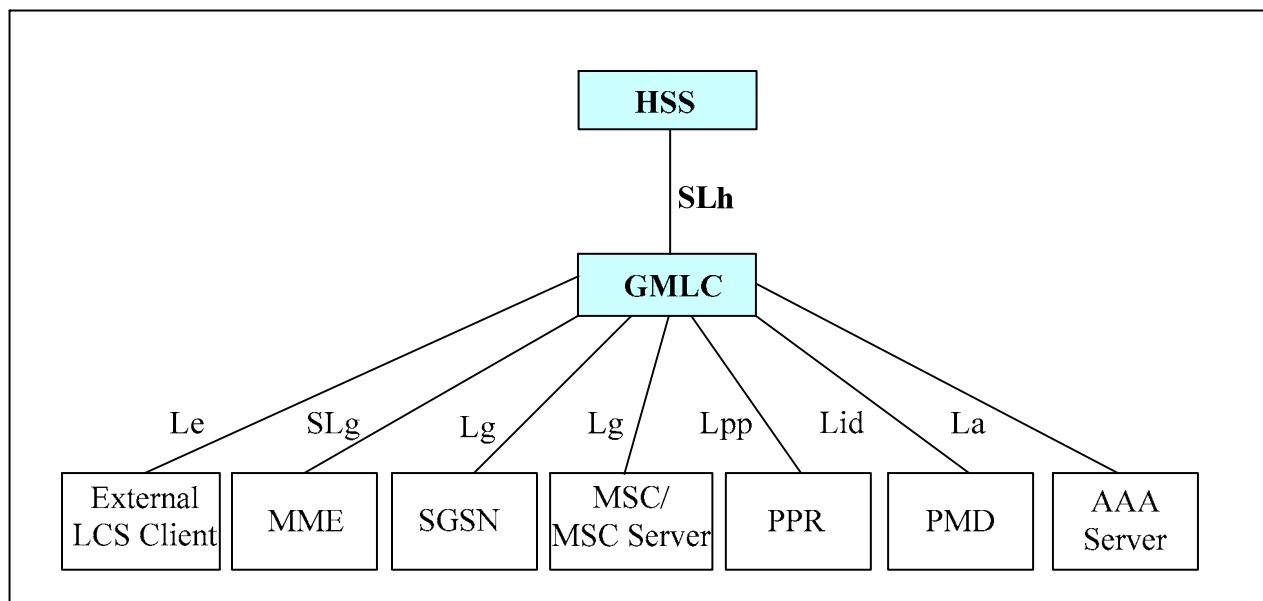 HSS
SLh
GMLC
Le
SLg
Lg
Lg
Lpp
Lid
La
External
LCS Client
MME
SGSN
MSC/
MSC Server
PPR
PMD
AAA
Server